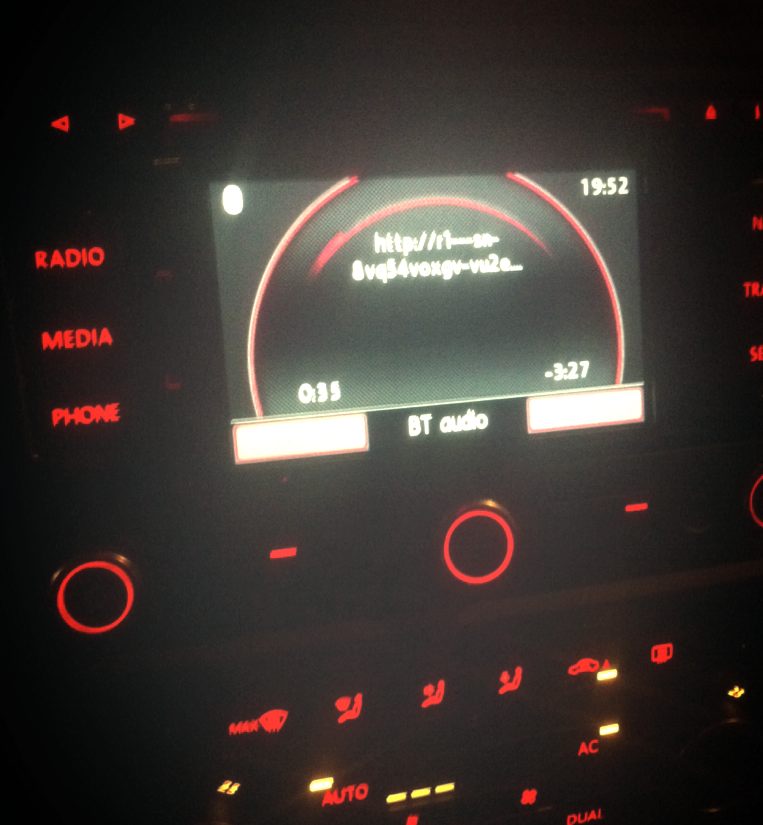 19:52
RADIO
http://r1---sn-
8vq54voxgv-vu2e...
MEDIA
0:35
-3:27
PHONE
BT audio
MAX
AC
AUTO
DUAL